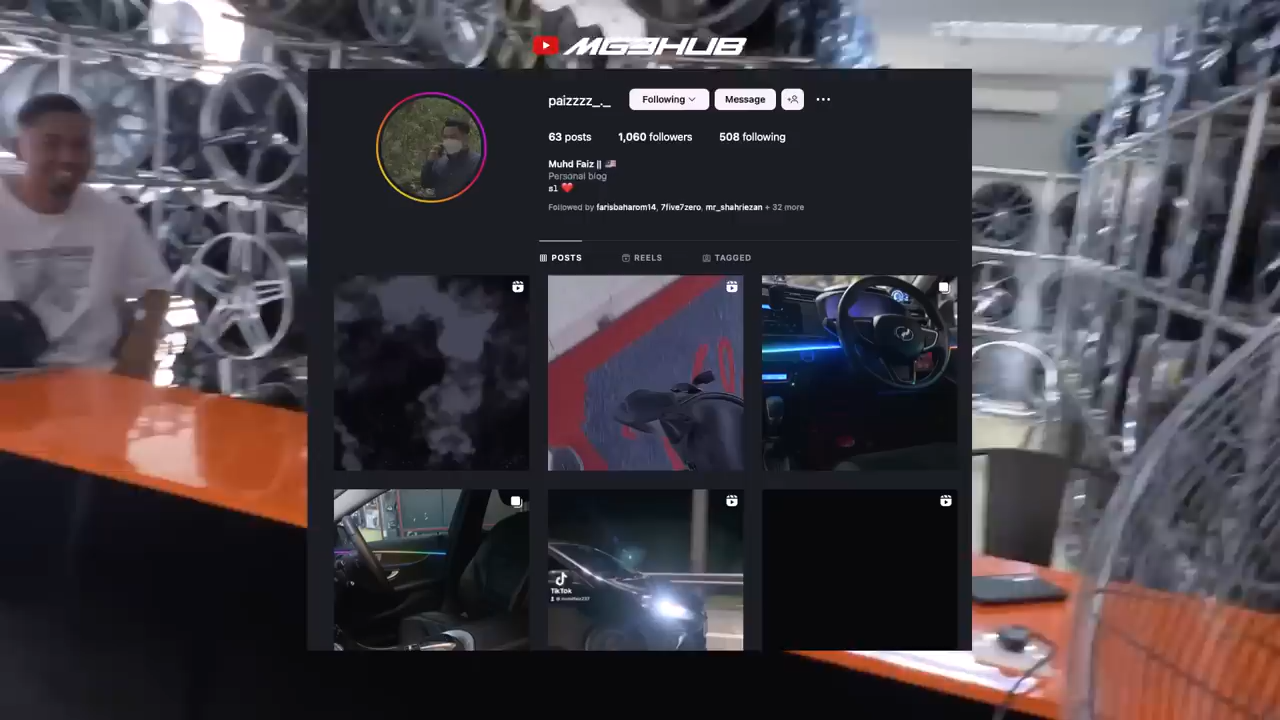 MG3HUB
paizzzz_._ Following Message
63 posts 1,060 followers 508 following
Muhd Faiz || 🇲🇾
Personal blog
s1 ❤️
Followed by farisbaharom14, 7five7zero, mr_shahriezan + 32 more
POSTS REELS TAGGED
TikTok